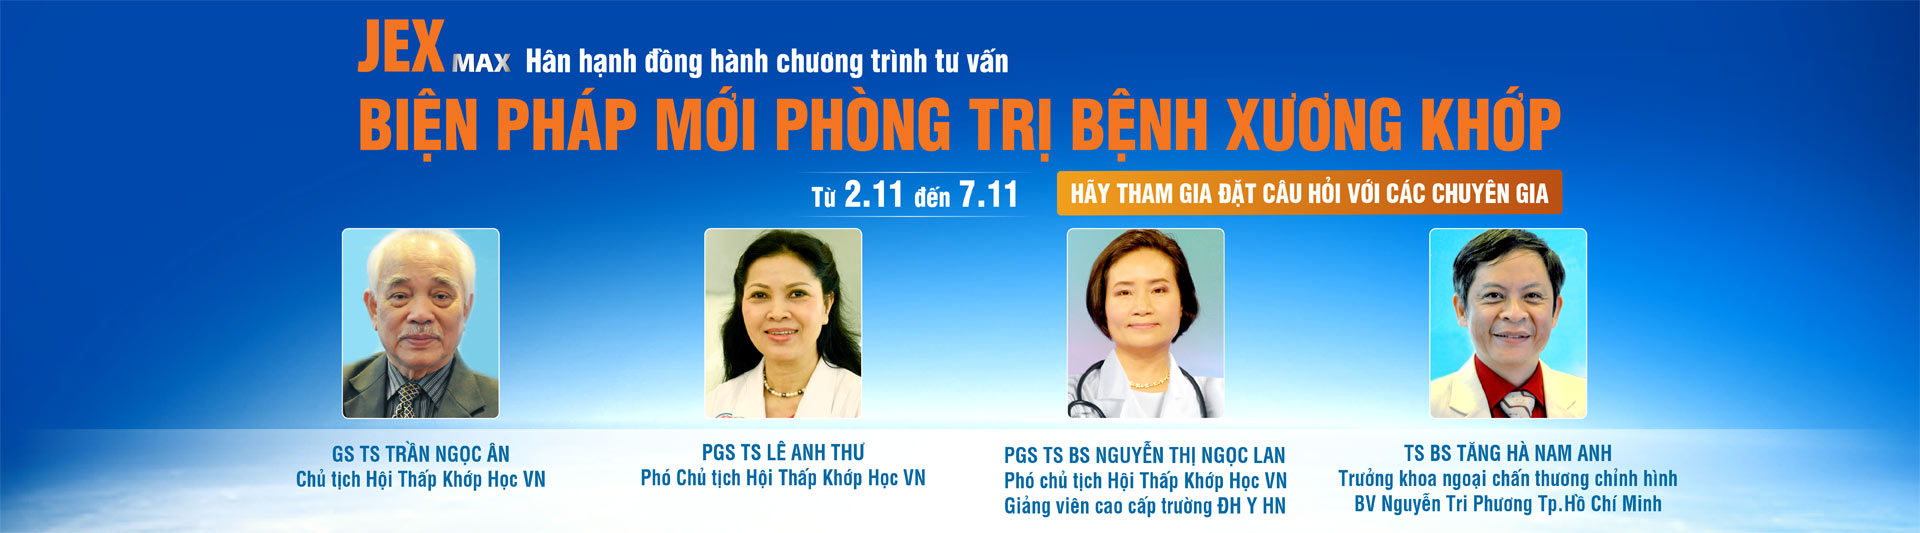 JEX MAX Hân hạnh đồng hành chương trình tư vấn
BIỆN PHÁP MỚI PHÒNG TRỊ BỆNH XƯƠNG KHỚP
Từ 2.11 đến 7.11
HÃY THAM GIA ĐẶT CÂU HỎI VỚI CÁC CHUYÊN GIA
GS TS TRẦN NGỌC ÂN
Chủ tịch Hội Thấp Khớp Học VN
PGS TS LÊ ANH THƯ
Phó Chủ tịch Hội Thấp Khớp Học VN
PGS TS BS NGUYỄN THỊ NGỌC LAN
Phó chủ tịch Hội Thấp Khớp Học VN
Giảng viên cao cấp trường ĐH Y HN
TS BS TĂNG HÀ NAM ANH
Trưởng khoa ngoại chấn thương chỉnh hình
BV Nguyễn Tri Phương Tp.Hồ Chí Minh